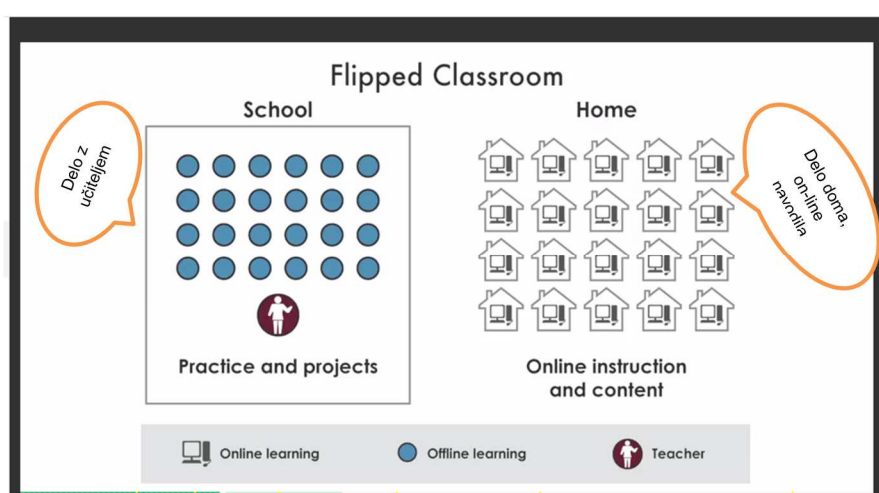 Flipped Classroom
School
Home
Delo z
učiteljem
Delo doma,
on-line
navodila
Practice and projects
Online instruction
and content
Online learning
Offline learning
Teacher